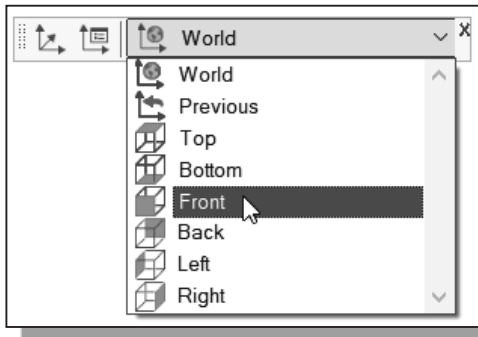 World
x
World
Previous
Top
Bottom
Front
Back
Left
Right